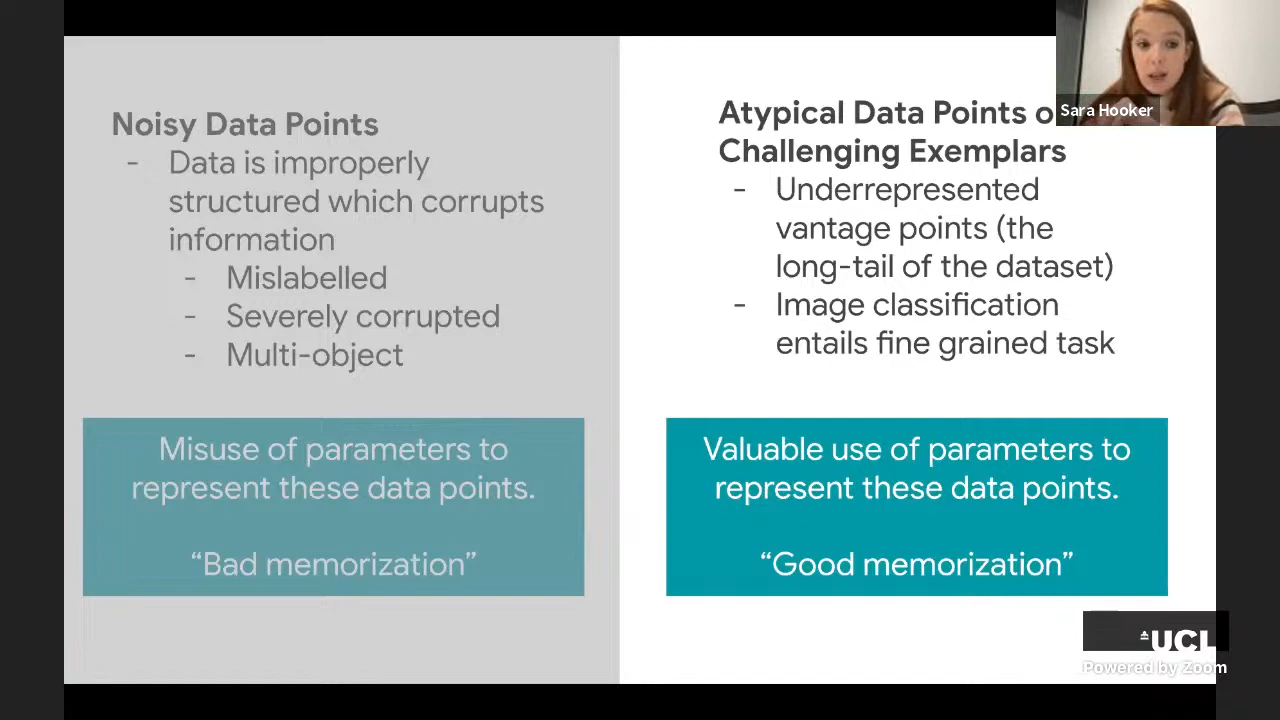 Noisy Data Points
- Data is improperly
structured which corrupts
information
- Mislabelled
- Severely corrupted
- Multi-object
Misuse of parameters to
represent these data points.
“Bad memorization”
Atypical Data Points o
Challenging Exemplars
- Underrepresented
vantage points (the
long-tail of the dataset)
- Image classification
entails fine grained task
Valuable use of parameters to
represent these data points.
“Good memorization”
Sara Hooker
UCL
Powered by Zoom